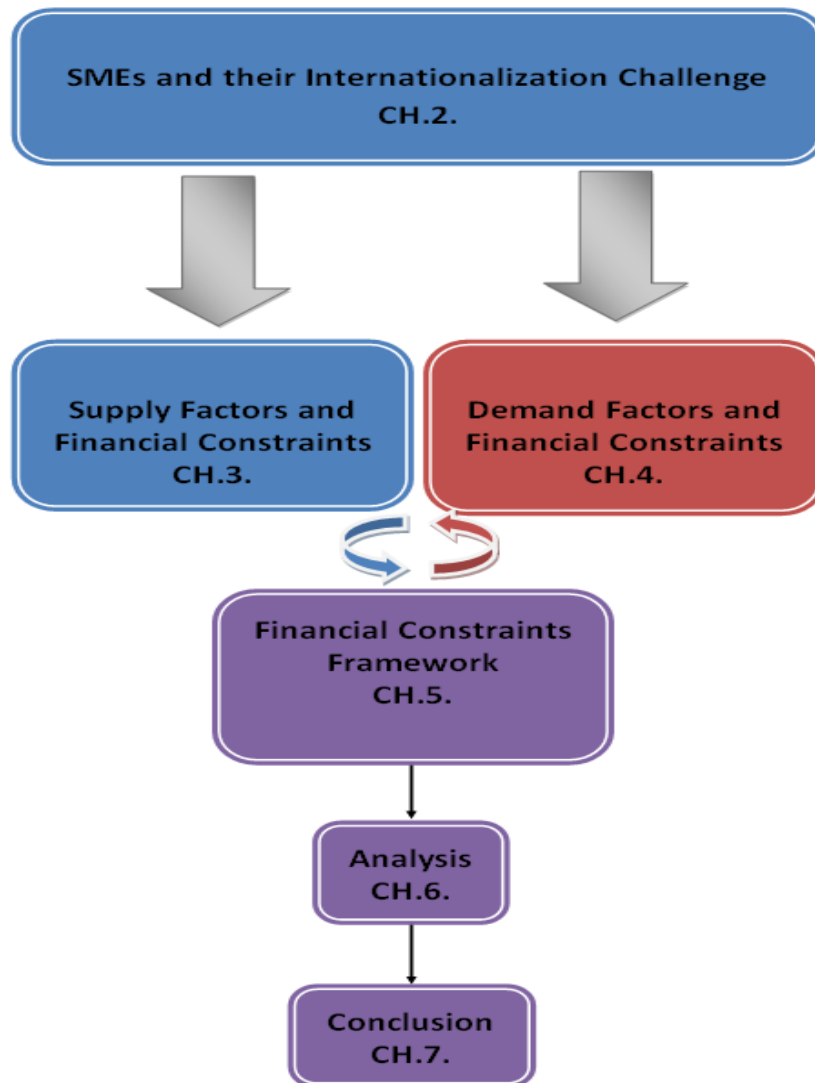 SMEs and their Internationalization Challenge
CH.2.
Supply Factors and
Financial Constraints
CH.3.
Demand Factors and
Financial Constraints
CH.4.
Financial Constraints
Framework
CH.5.
Analysis
CH.6.
Conclusion
CH.7.